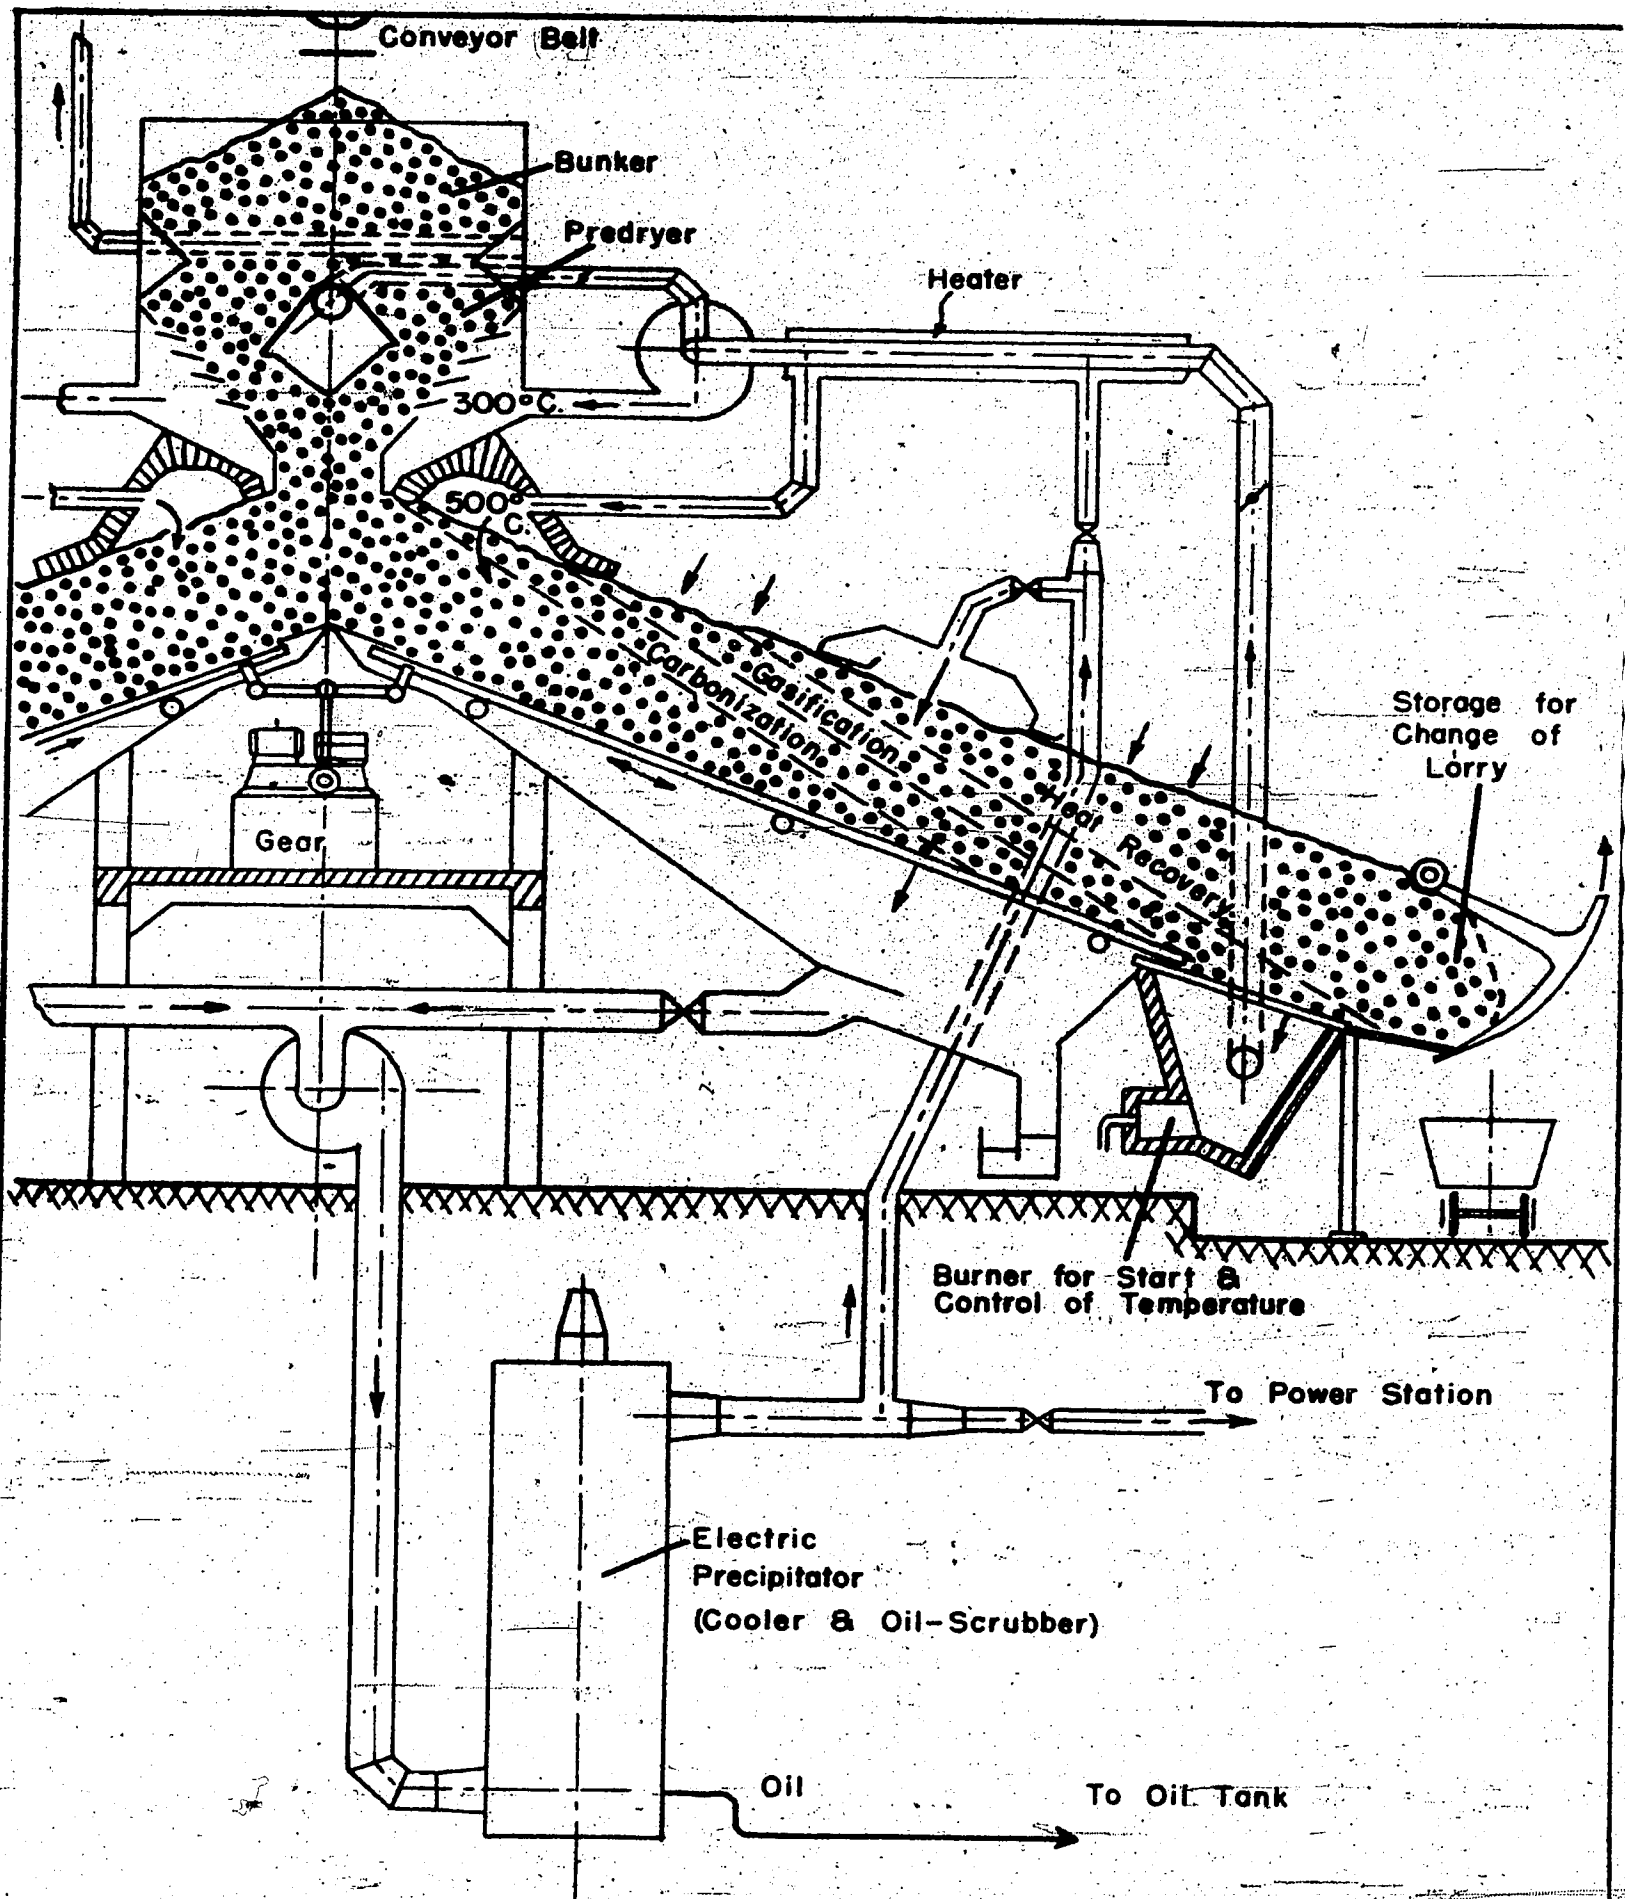 Conveyor Belt
Bunker
Predryer
Heater
300°C.
500°
C.
Carbonization
Gasification
Heat
Recovery
Storage for
Change of
Lorry
Gear
Burner for Start &
Control of Temperature
To Power Station
Electric
Precipitator
(Cooler & Oil-Scrubber)
Oil
To Oil Tank